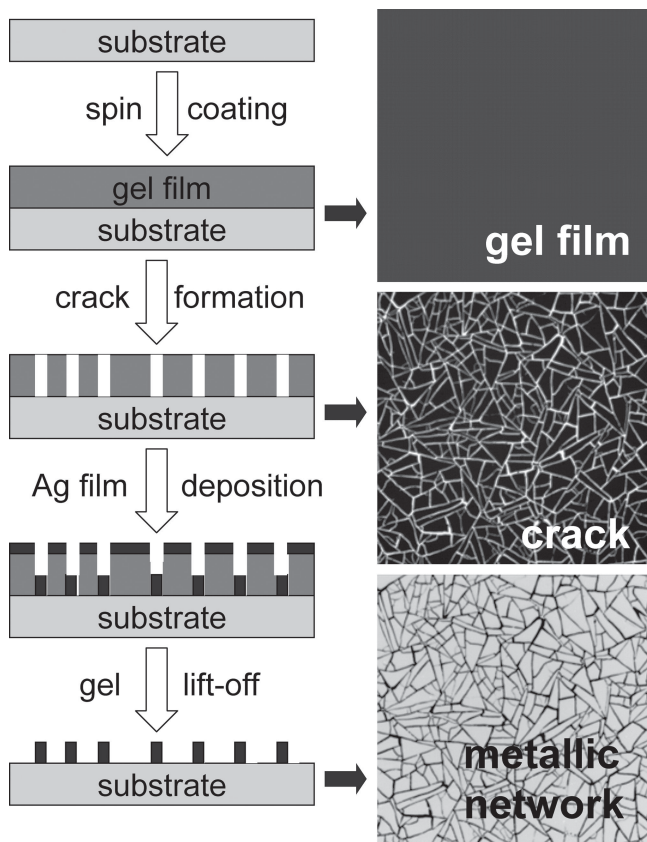 substrate
spin coating
gel film
substrate
gel film
crack formation
substrate
crack
Ag film deposition
substrate
gel lift-off
substrate
metallic
network